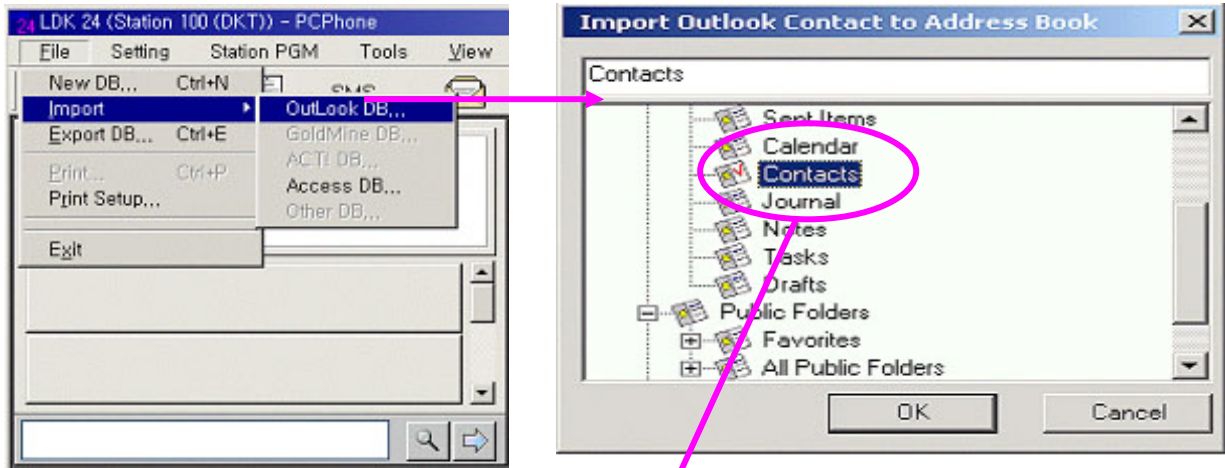 24 LDK 24 (Station 100 (DKT)) - PCPhone
File Setting Station PGM Tools View
New DB... Ctrl+N
Import
Export DB... Ctrl+E
Print... Ctrl+P
Print Setup...
Exit
OutLook DB...
GoldMine DB...
ACT! DB...
Access DB...
Other DB...
SMS
Import Outlook Contact to Address Book
Contacts
Sent Items
Calendar
Contacts
Journal
Notes
Tasks
Drafts
Public Folders
Favorites
All Public Folders
OK Cancel